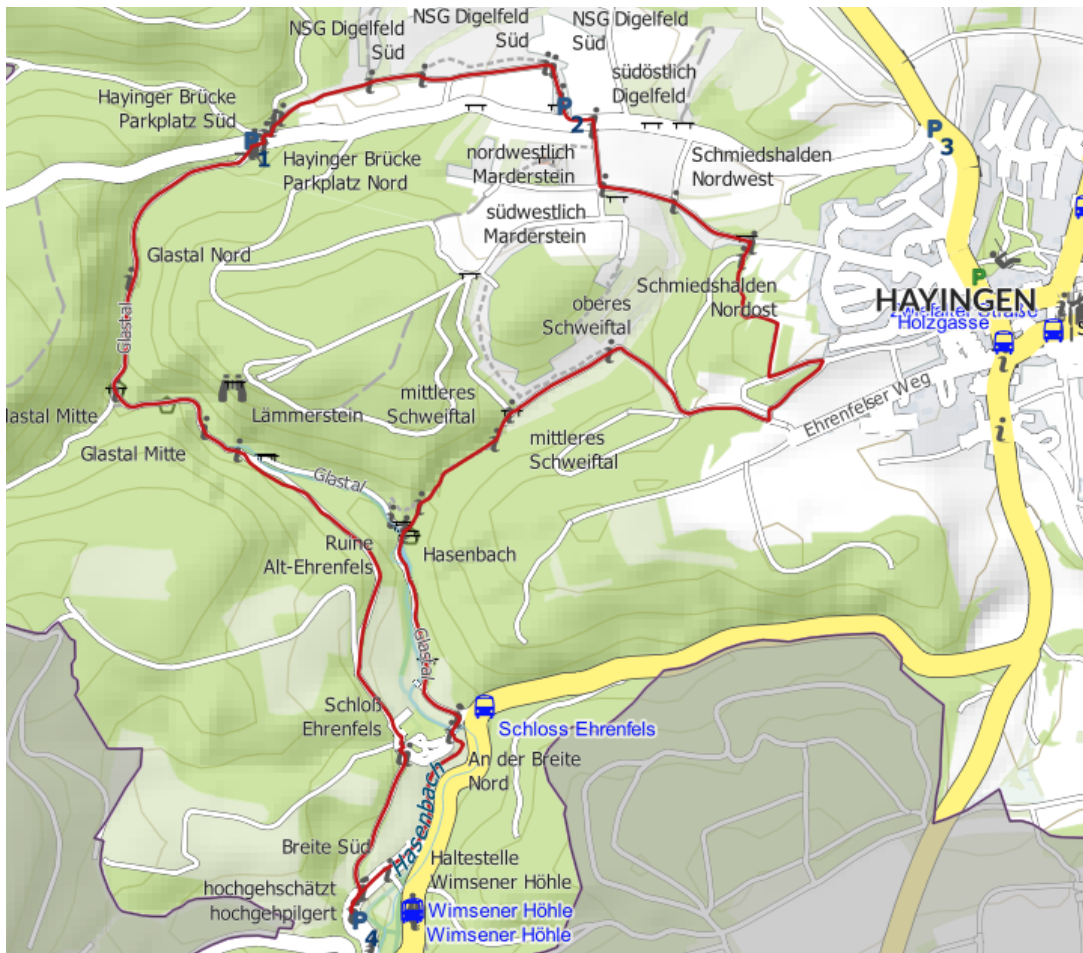 NSG Digelfeld
Süd
NSG Digelfeld
Süd
NSG Digelfeld
Süd
südöstlich
Digelfeld
Hayinger Brücke
Parkplatz Süd
P
2
P
3
1
Hayinger Brücke
Parkplatz Nord
nordwestlich
Marderstein
Schmiedshalden
Nordwest
südwestlich
Marderstein
Glastal Nord
Schmiedshalden
Nordost
P
HAYINGEN
Holzgasse
Glastal
oberes
Schweiftal
mittleres
Schweiftal
Lämmerstein
Mitte
Glastal Mitte
Ehrenfelser Weg
mittleres
Schweiftal
Glastal
Ruine
Alt-Ehrenfels
Hasenbach
Glastal
Schloß
Ehrenfels
Schloss Ehrenfels
An der Breite
Nord
Hasenbach
Breite Süd
Haltestelle
Wimsener Höhle
hochgehschätzt
hochgehpilgert
P
4
Wimsener Höhle
Wimsener Höhle